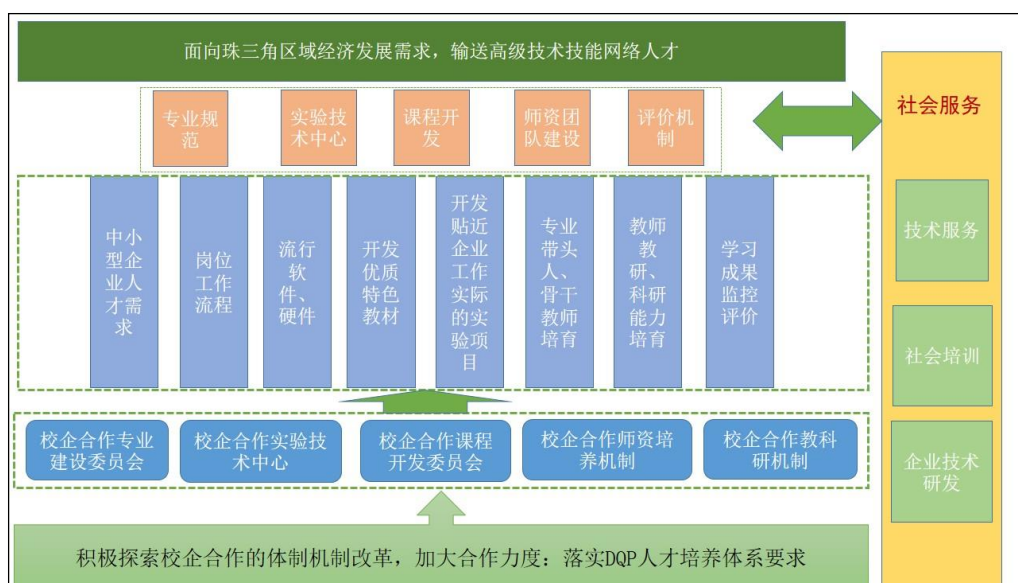 面向珠三角区域经济发展需求，输送高级技术技能网络人才
专业规
范
实验技
术中心
课程开
发
师资团
队建设
评价机
制
中小
型企
业人
才需
求
岗位
工作
流程
流行
软
件、
硬件
开发
优质
特色
教材
开发
贴近
企业
工作
实际
的实
验项
目
专业
带头
人、
骨干
教师
培育
教师
教
研、
科研
能力
培育
学习
成果
监控
评价
校企合作专业
建设委员会
校企合作实验技
术中心
校企合作课程
开发委员会
校企合作师资培
养机制
校企合作教科
研机制
积极探索校企合作的体制机制改革，加大合作力度；落实DQP人才培养体系要求
社会服务
技术服务
社会培训
企业技术
研发